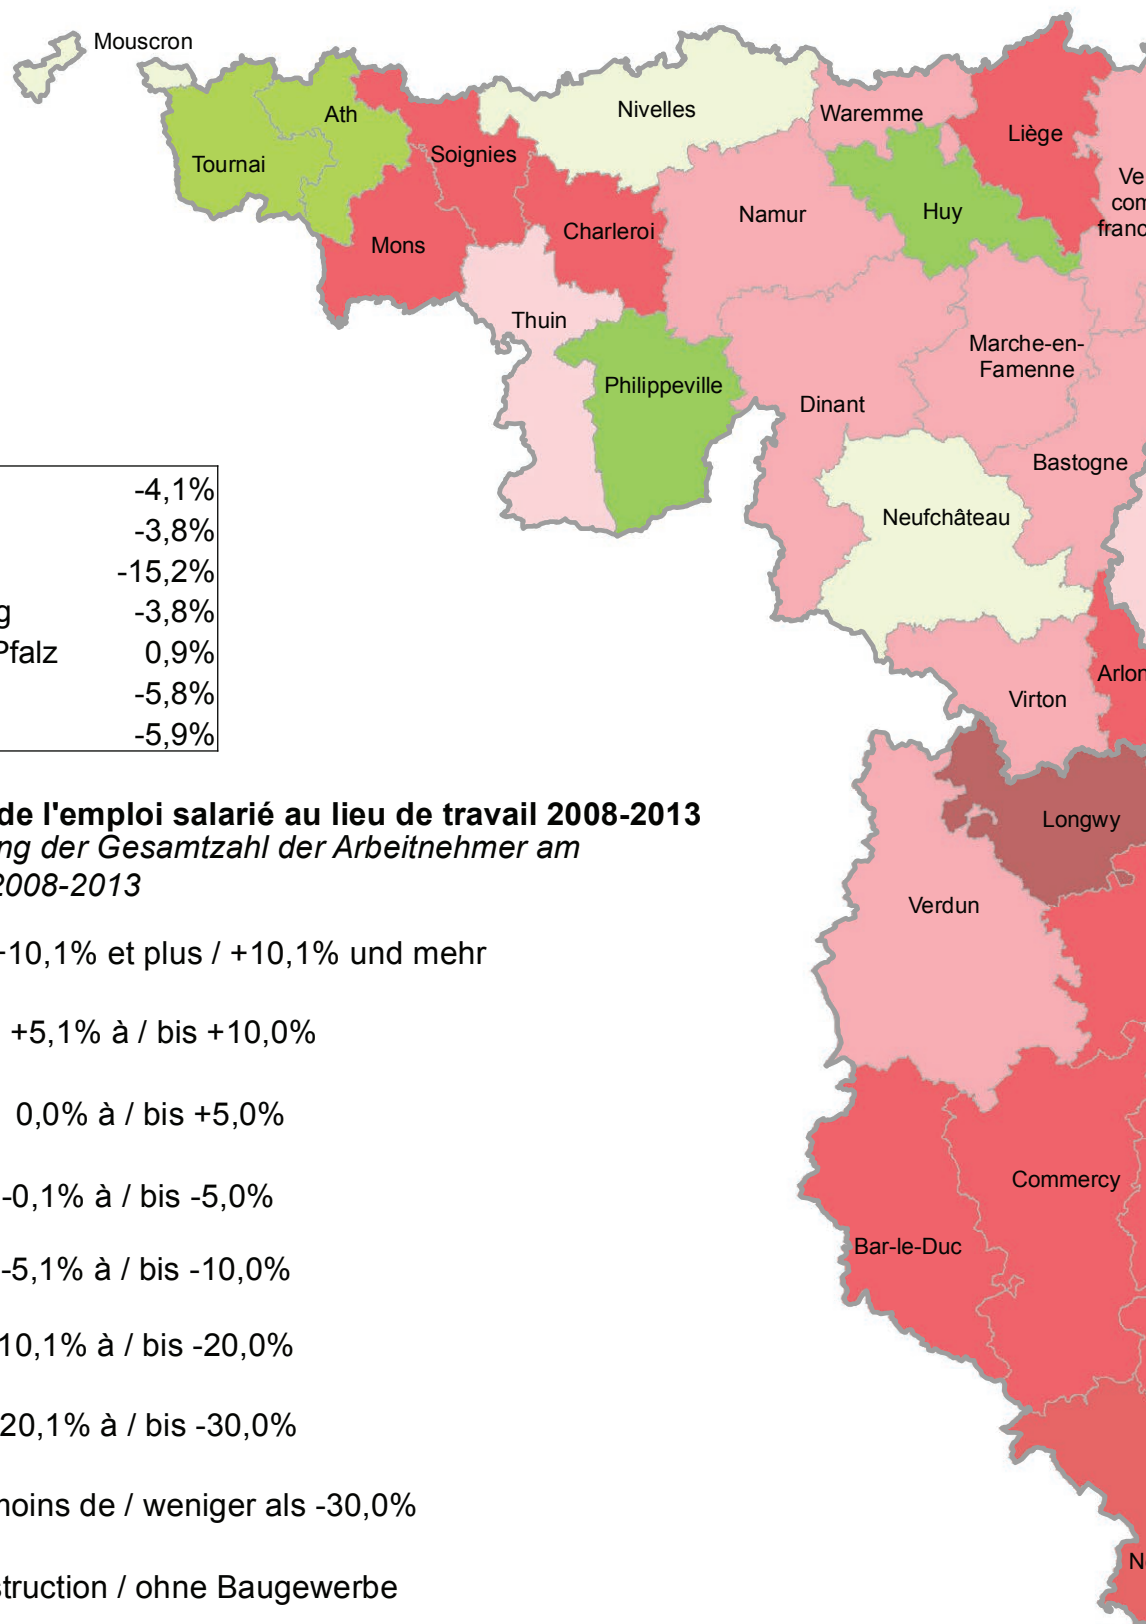 Mouscron
Nivelles
Waremme
Ath
Liège
Soignies
Tournai
Namur
Huy
Charleroi
Mons
Thuin
Marche-en-
Famenne
Philippeville
Dinant
Bastogne
Neufchâteau
Arlon
Virton
Longwy
Verdun
Commercy
Bar-le-Duc
-4,1%
-3,8%
-15,2%
-3,8%
Pfalz 0,9%
-5,8%
-5,9%
de l'emploi salarié au lieu de travail 2008-2013
der Gesamtzahl der Arbeitnehmer am
2008-2013
+10,1% et plus / +10,1% und mehr
+5,1% à / bis +10,0%
0,0% à / bis +5,0%
-0,1% à / bis -5,0%
-5,1% à / bis -10,0%
10,1% à / bis -20,0%
20,1% à / bis -30,0%
moins de / weniger als -30,0%
struction / ohne Baugewerbe